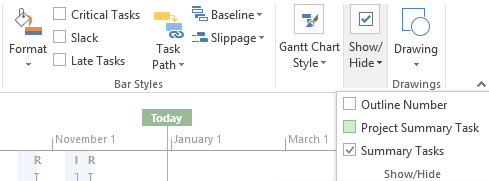 Critical Tasks
Slack
Late Tasks
Format
Task Path
Baseline
Slippage
Bar Styles
Gantt Chart Style
Show/ Hide
Drawing
Drawings
Outline Number
Project Summary Task
Summary Tasks
Show/Hide
Today
November 1
January 1
March 1
R I R
T I T